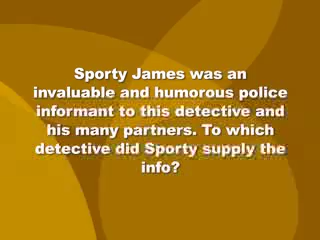 Sporty James was an
invaluable and humorous police
informant to this detective and
his many partners. To which
detective did Sporty supply the
info?